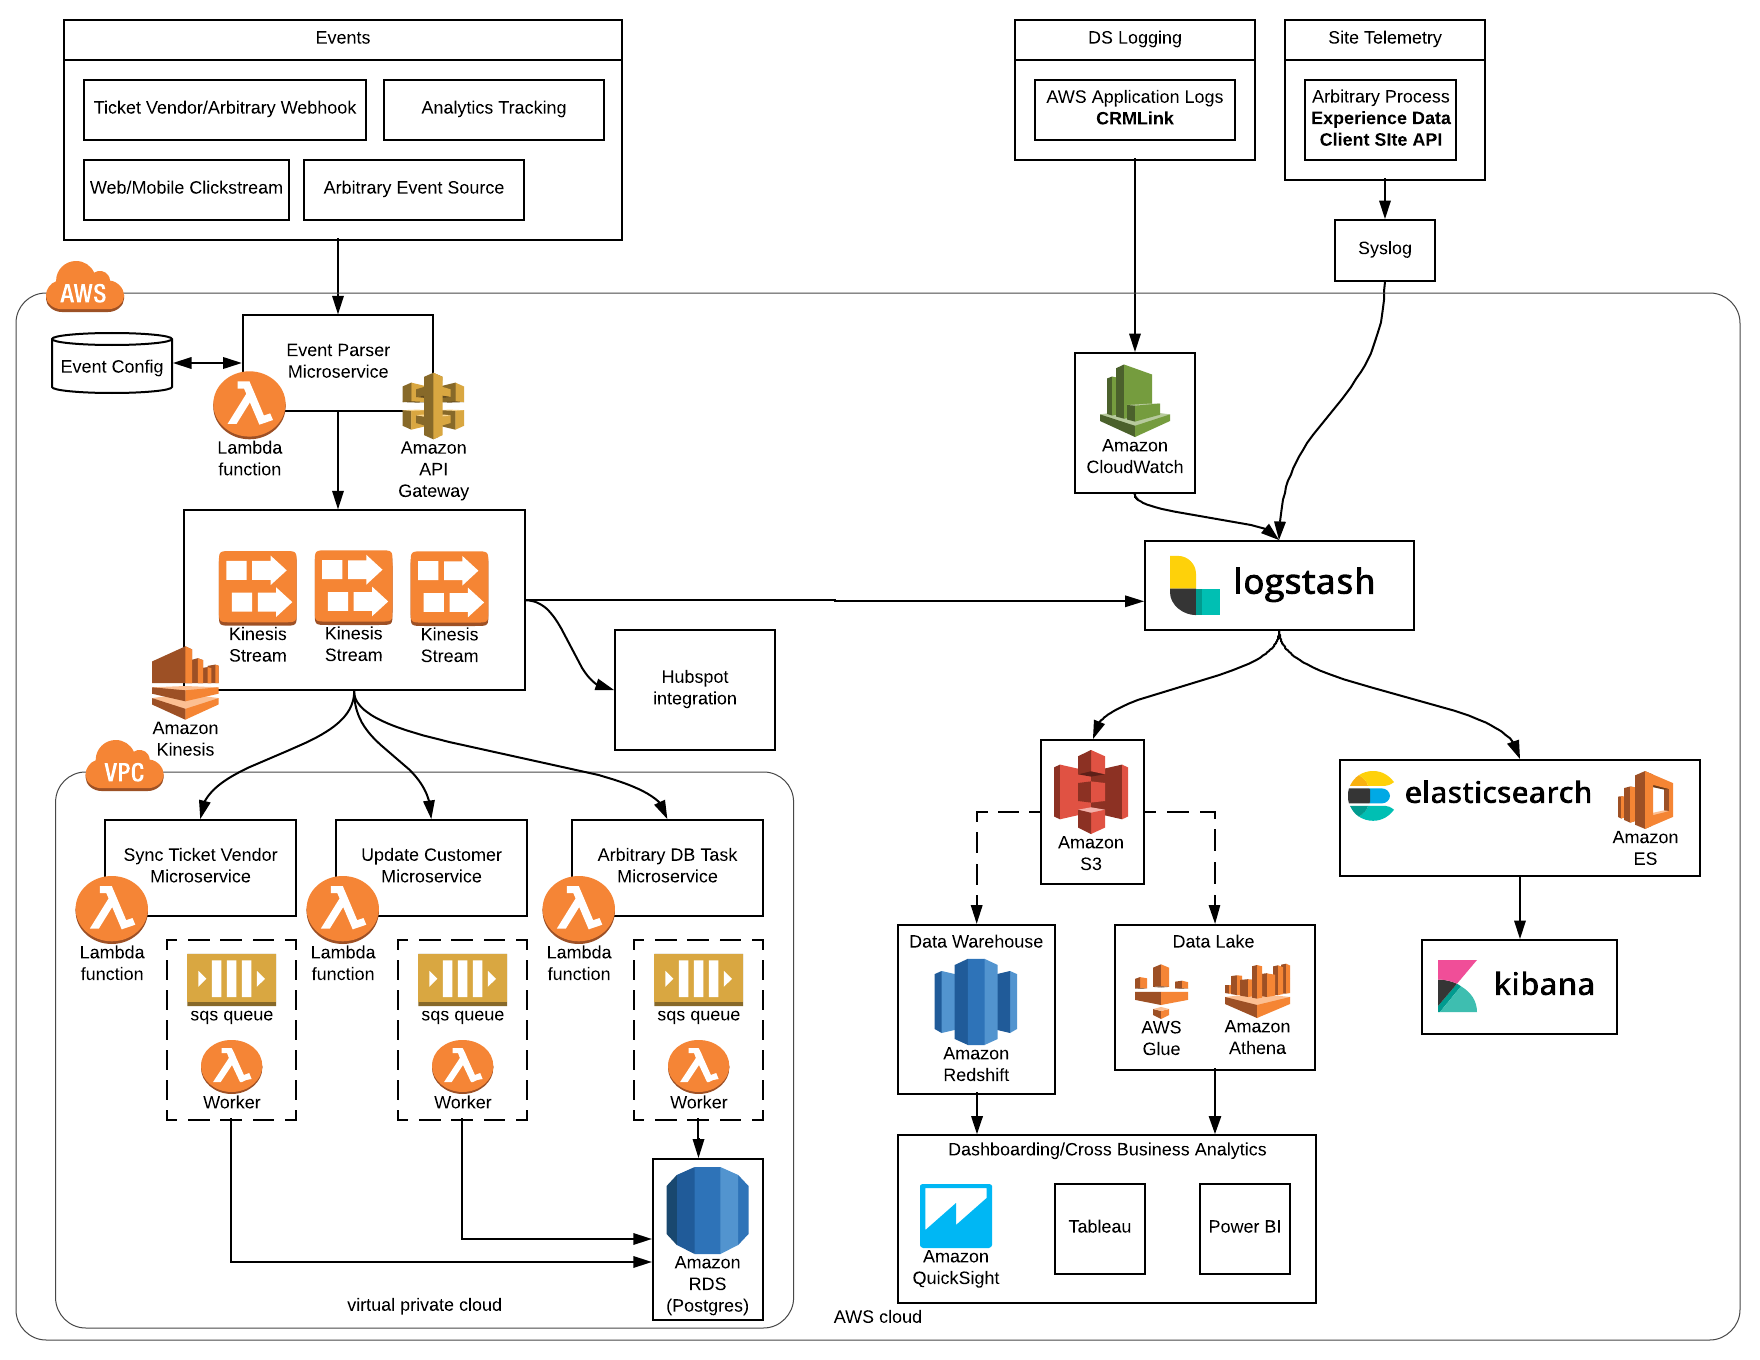 Events
Ticket Vendor/Arbitrary Webhook
Analytics Tracking
Web/Mobile Clickstream
Arbitrary Event Source
DS Logging
AWS Application Logs
CRMLink
Site Telemetry
Arbitrary Process
Experience Data
Client SIte API
Syslog
AWS
Event Config
Event Parser
Microservice
Lambda
function
Amazon
API
Gateway
Amazon
CloudWatch
Kinesis
Stream
Kinesis
Stream
Kinesis
Stream
Amazon
Kinesis
logstash
Hubspot
integration
VPC
Sync Ticket Vendor
Microservice
Lambda
function
Update Customer
Microservice
Lambda
function
Arbitrary DB Task
Microservice
Lambda
function
sqs queue
Worker
sqs queue
Worker
sqs queue
Worker
Amazon
RDS
(Postgres)
virtual private cloud
Amazon
S3
elasticsearch
Amazon
ES
Data Warehouse
Amazon
Redshift
Data Lake
AWS
Glue
Amazon
Athena
kibana
Dashboarding/Cross Business Analytics
Amazon
QuickSight
Tableau
Power BI
AWS cloud